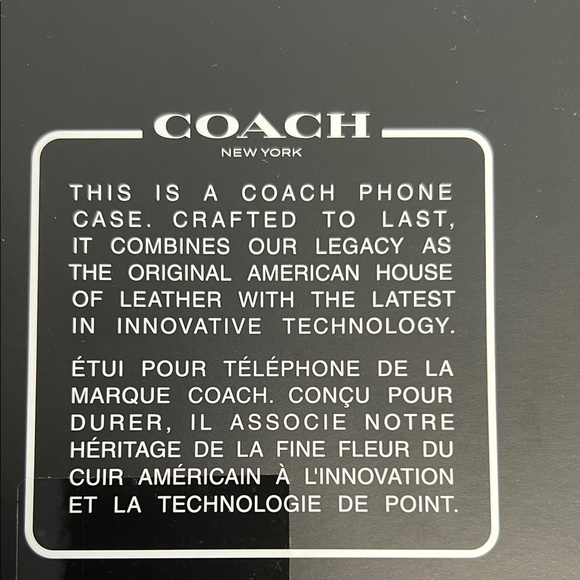 COACH
NEW YORK
THIS IS A COACH PHONE
CASE. CRAFTED TO LAST,
IT COMBINES OUR LEGACY AS
THE ORIGINAL AMERICAN HOUSE
OF LEATHER WITH THE LATEST
IN INNOVATIVE TECHNOLOGY.
ÉTUI POUR TÉLÉPHONE DE LA
MARQUE COACH. CONÇU POUR
DURER, IL ASSOCIE NOTRE
HÉRITAGE DE LA FINE FLEUR DU
CUIR AMÉRICAIN À L'INNOVATION
ET LA TECHNOLOGIE DE POINT.